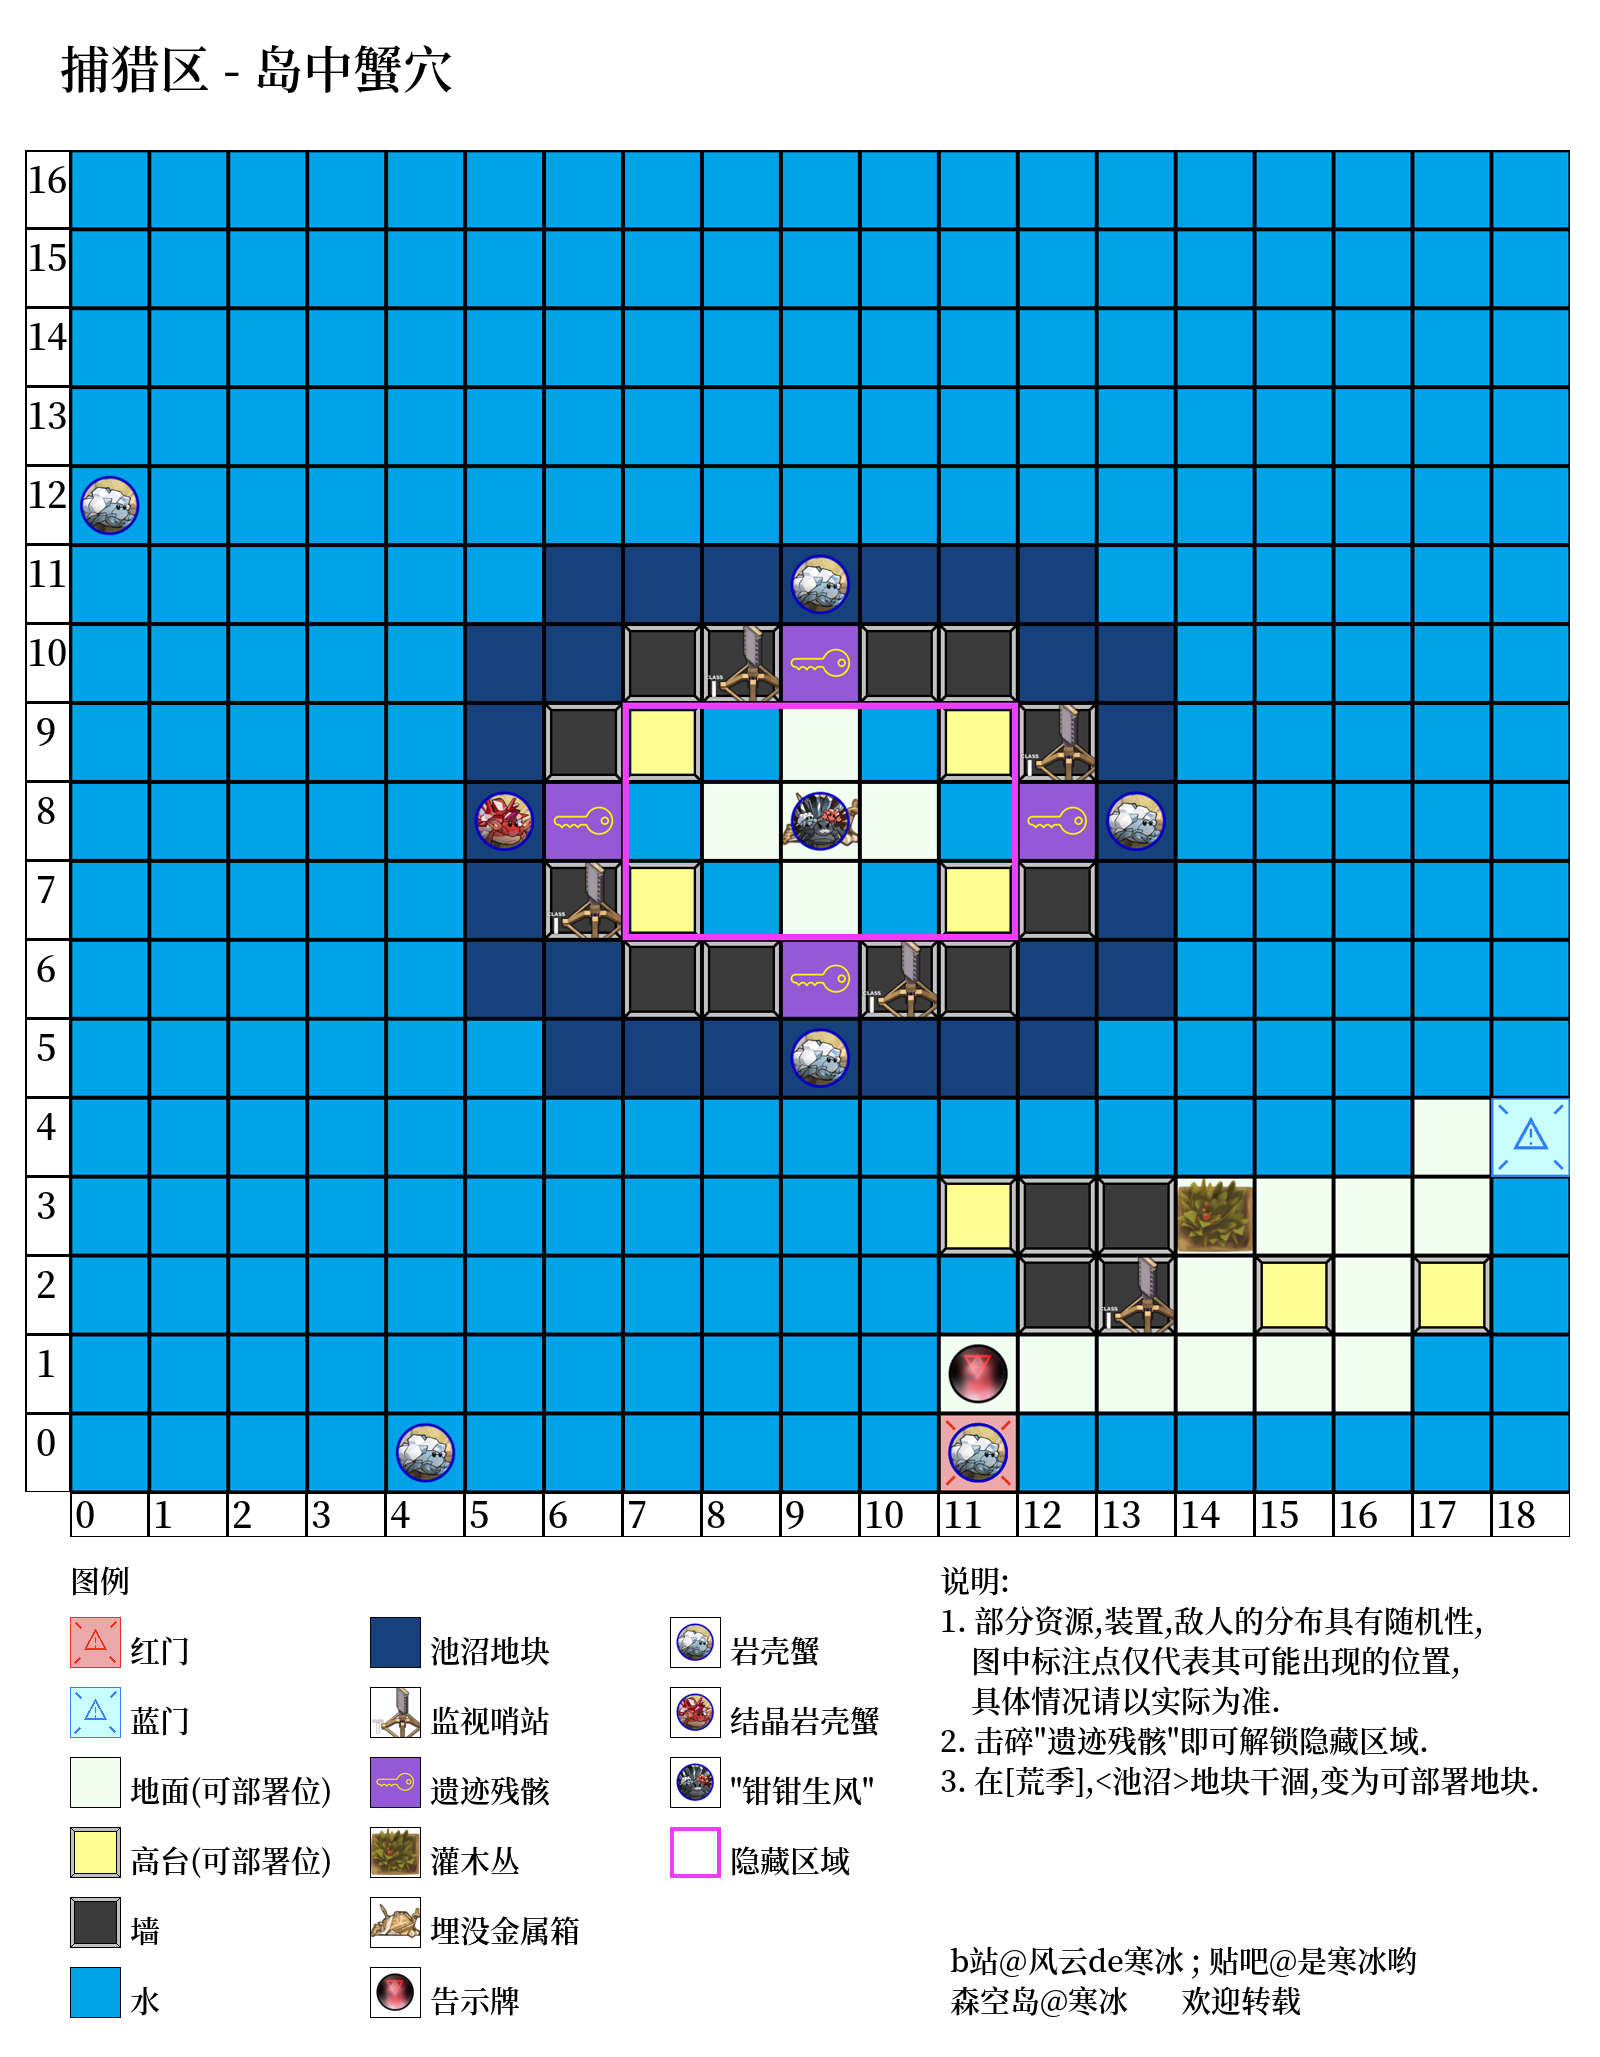 捕猎区 - 岛中蟹穴
16
15
14
13
12
11
10
CLASS
9
CLASS
8
7
CLASS
6
CLASS
5
4
3
2
CLASS
1
0
0 1 2 3 4 5 6 7 8 9 10 11 12 13 14 15 16 17 18
图例
红门
蓝门
地面(可部署位)
高台(可部署位)
墙
水
池沼地块
监视哨站
遗迹残骸
灌木丛
埋没金属箱
告示牌
岩壳蟹
结晶岩壳蟹
"钳钳生风"
隐藏区域
说明:
1. 部分资源,装置,敌人的分布具有随机性,
图中标注点仅代表其可能出现的位置,
具体情况请以实际为准.
2. 击碎"遗迹残骸"即可解锁隐藏区域.
3. 在[荒季],<池沼>地块干涸,变为可部署地块.
b站@风云de寒冰 ; 贴吧@是寒冰哟
森空岛@寒冰 欢迎转载